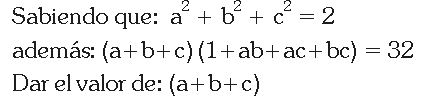 Sabiendo que: a² + b² + c² = 2
además: (a+b+c) (1+ab+ac+bc) = 32
Dar el valor de: (a+b+c)